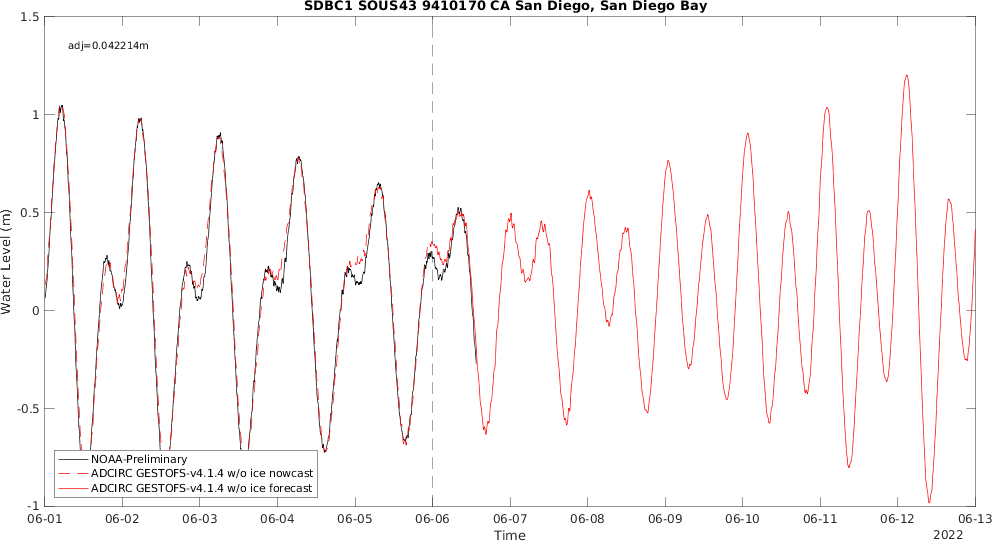 SDBC1 SOUS43 9410170 CA San Diego, San Diego Bay
adj=0.042214m
Water Level (m)
1.5
1
0.5
0
-0.5
-1
NOAA-Preliminary
ADCIRC GESTOFS-v4.1.4 w/o ice nowcast
ADCIRC GESTOFS-v4.1.4 w/o ice forecast
06-01 06-02 06-03 06-04 06-05 06-06 06-07 06-08 06-09 06-10 06-11 06-12 06-13
Time
2022